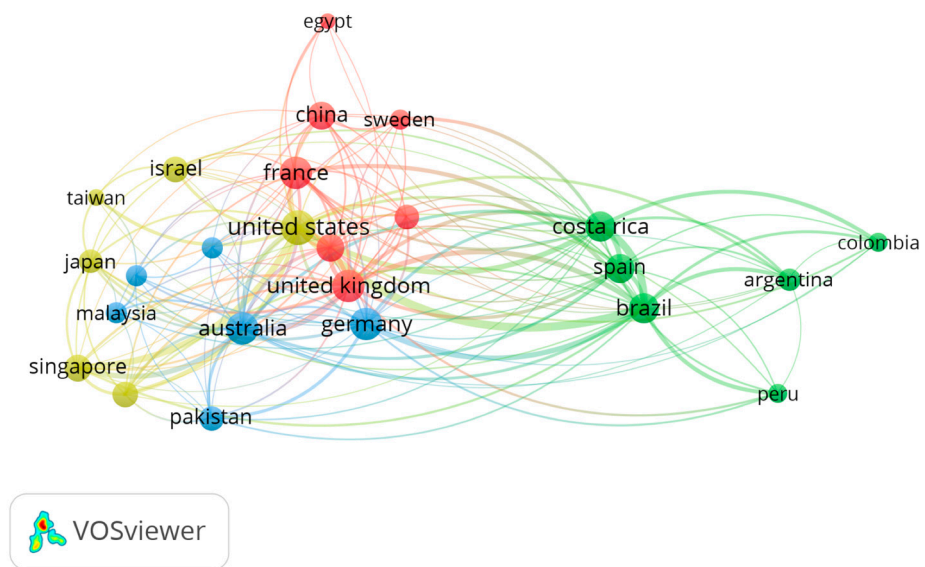 egypt
china
sweden
israel
france
taiwan
united states
costa rica
colombia
japan
spain
argentina
united kingdom
malaysia
brazil
australia
germany
singapore
peru
pakistan
VOSviewer